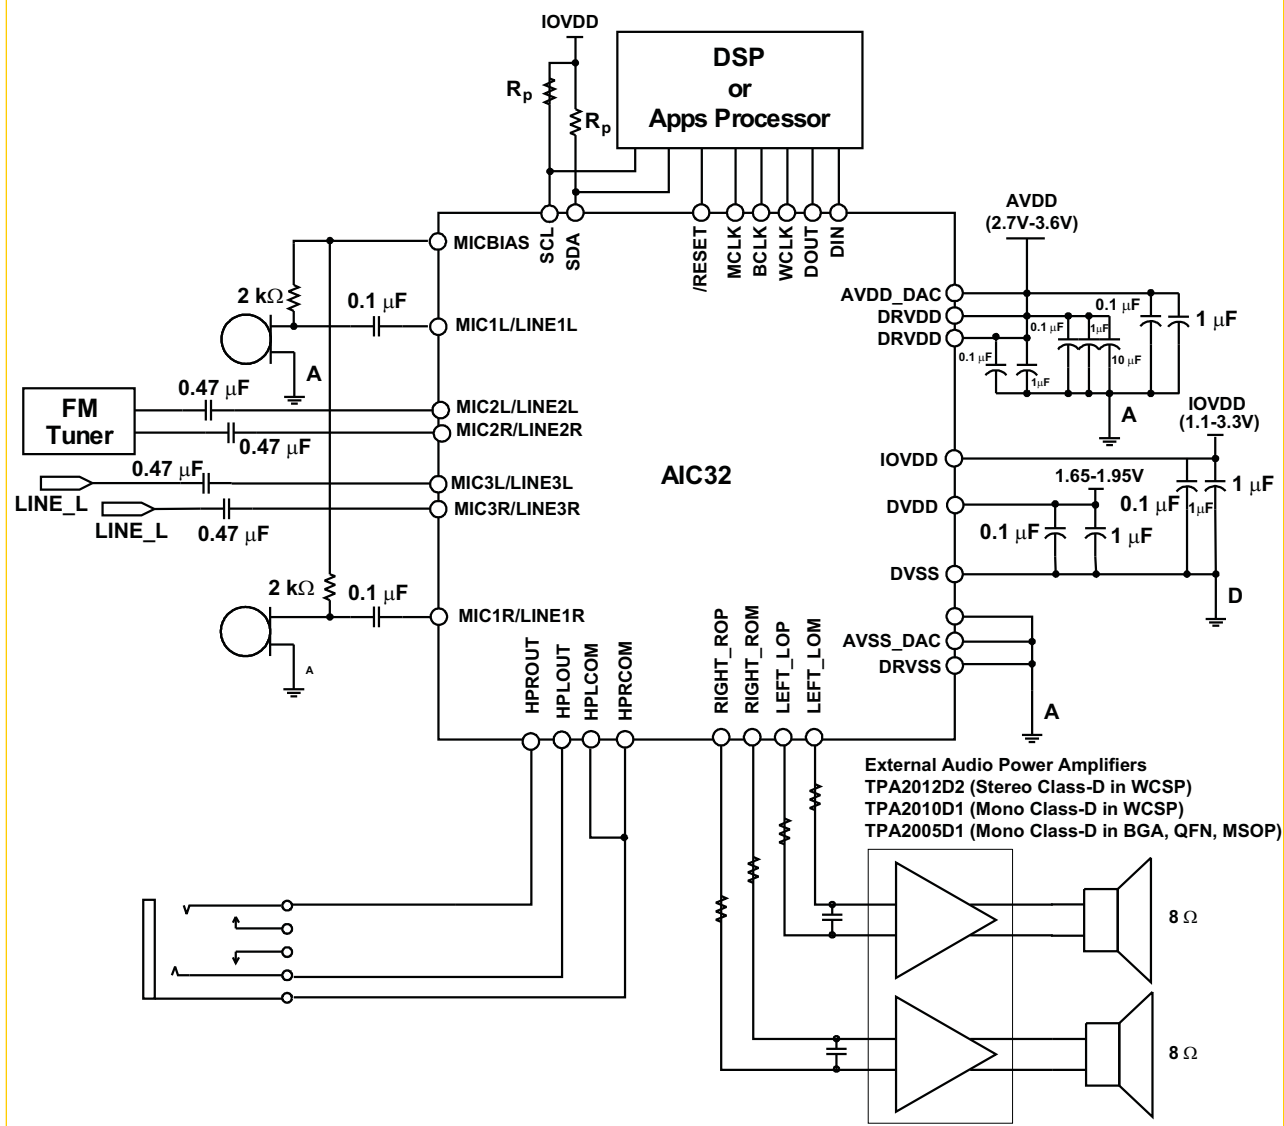 IOVDD
DSP
or
Apps Processor
Rp
Rp
SCL
SDA
/RESET
MCLK
BCLK
WCLK
DOUT
DIN
AVDD
(2.7V-3.6V)
MICBIAS
2 kΩ
0.1 μF
MIC1L/LINE1L
A
AVDD_DAC
DRVDD
DRVDD
0.1 μF
1 μF
0.1 μF
1μF
10 μF
0.1 μF
1μF
A
FM
Tuner
0.47 μF
0.47 μF
MIC2L/LINE2L
MIC2R/LINE2R
IOVDD
(1.1-3.3V)
LINE_L
0.47 μF
MIC3L/LINE3L
LINE_L
0.47 μF
MIC3R/LINE3R
AIC32
IOVDD
1.65-1.95V
DVDD
0.1 μF
1 μF
0.1 μF
1μF
1 μF
DVSS
D
2 kΩ
0.1 μF
MIC1R/LINE1R
A
AVSS_DAC
DRVSS
A
HPROUT
HPLOUT
HPLCOM
HPRCOM
RIGHT_ROP
RIGHT_ROM
LEFT_LOP
LEFT_LOM
External Audio Power Amplifiers
TPA2012D2 (Stereo Class-D in WCSP)
TPA2010D1 (Mono Class-D in WCSP)
TPA2005D1 (Mono Class-D in BGA, QFN, MSOP)
8 Ω
8 Ω